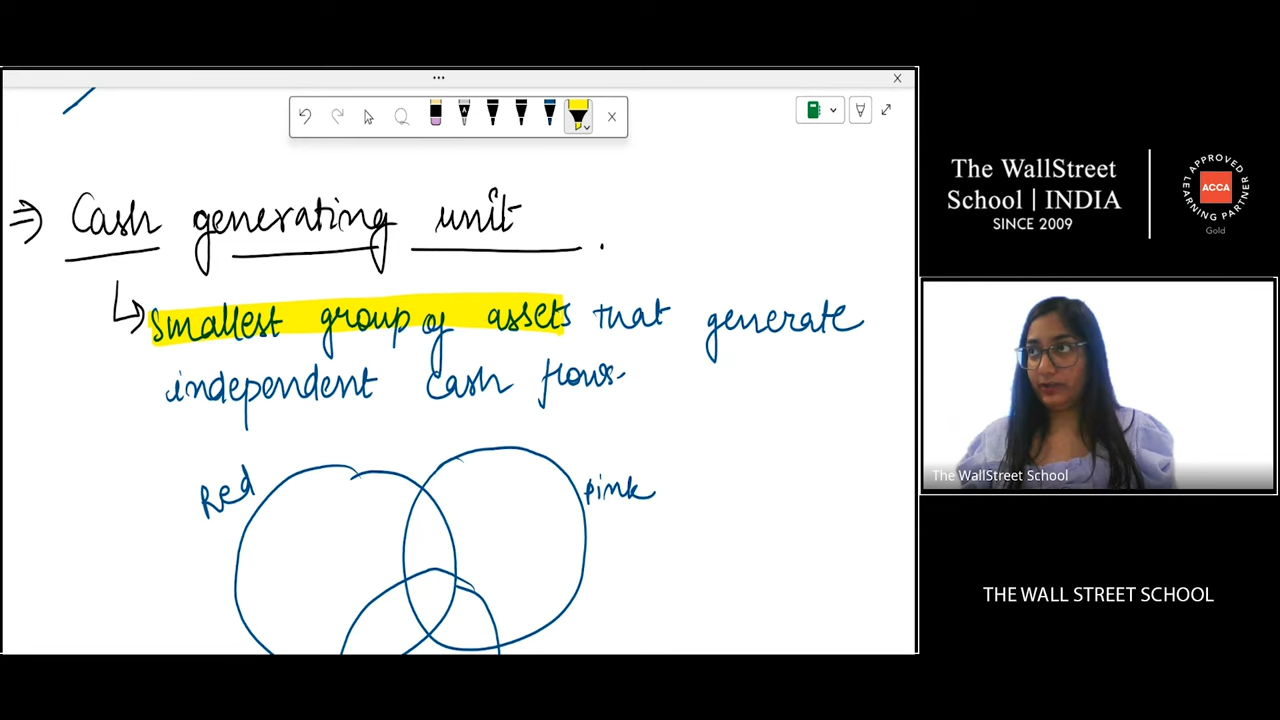 ⇒ Cash generating unit.
↳ Smallest group of assets that generate
independent cash flows.
Red
Pink
The WallStreet
School | INDIA
SINCE 2009
APPROVED
LEARNING PARTNER
ACCA
Gold
The WallStreet School
THE WALL STREET SCHOOL